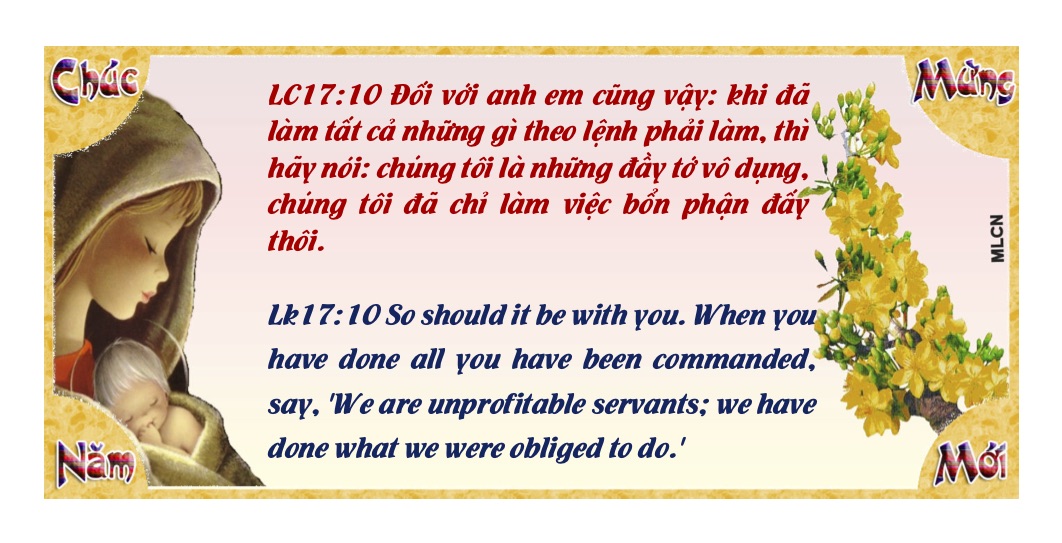 Chúc
Mừng
LC17:10 Đối với anh em cũng vậy: khi đã
làm tất cả những gì theo lệnh phải làm, thì
hãy nói: chúng tôi là những đầy tớ vô dụng,
chúng tôi đã chỉ làm việc bổn phận đấy
thôi.
MLCN
Lk17:10 So should it be with you. When you
have done all you have been commanded,
say, 'We are unprofitable servants; we have
done what we were obliged to do.'
Năm
Mới